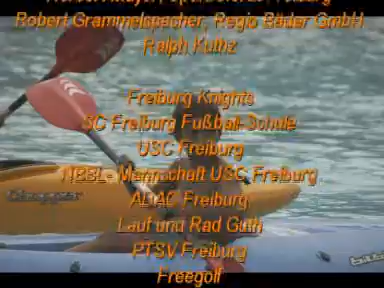 Robert Grammelspacher, Regio Bäder GmbH
Ralph Kunz
Freiburg Knights
SC Freiburg Fußball-Schule
USC Freiburg
NBBL- Mannschaft USC Freiburg
ADAC Freiburg
Lauf und Rad Guth
PTSV Freiburg
Freegolf